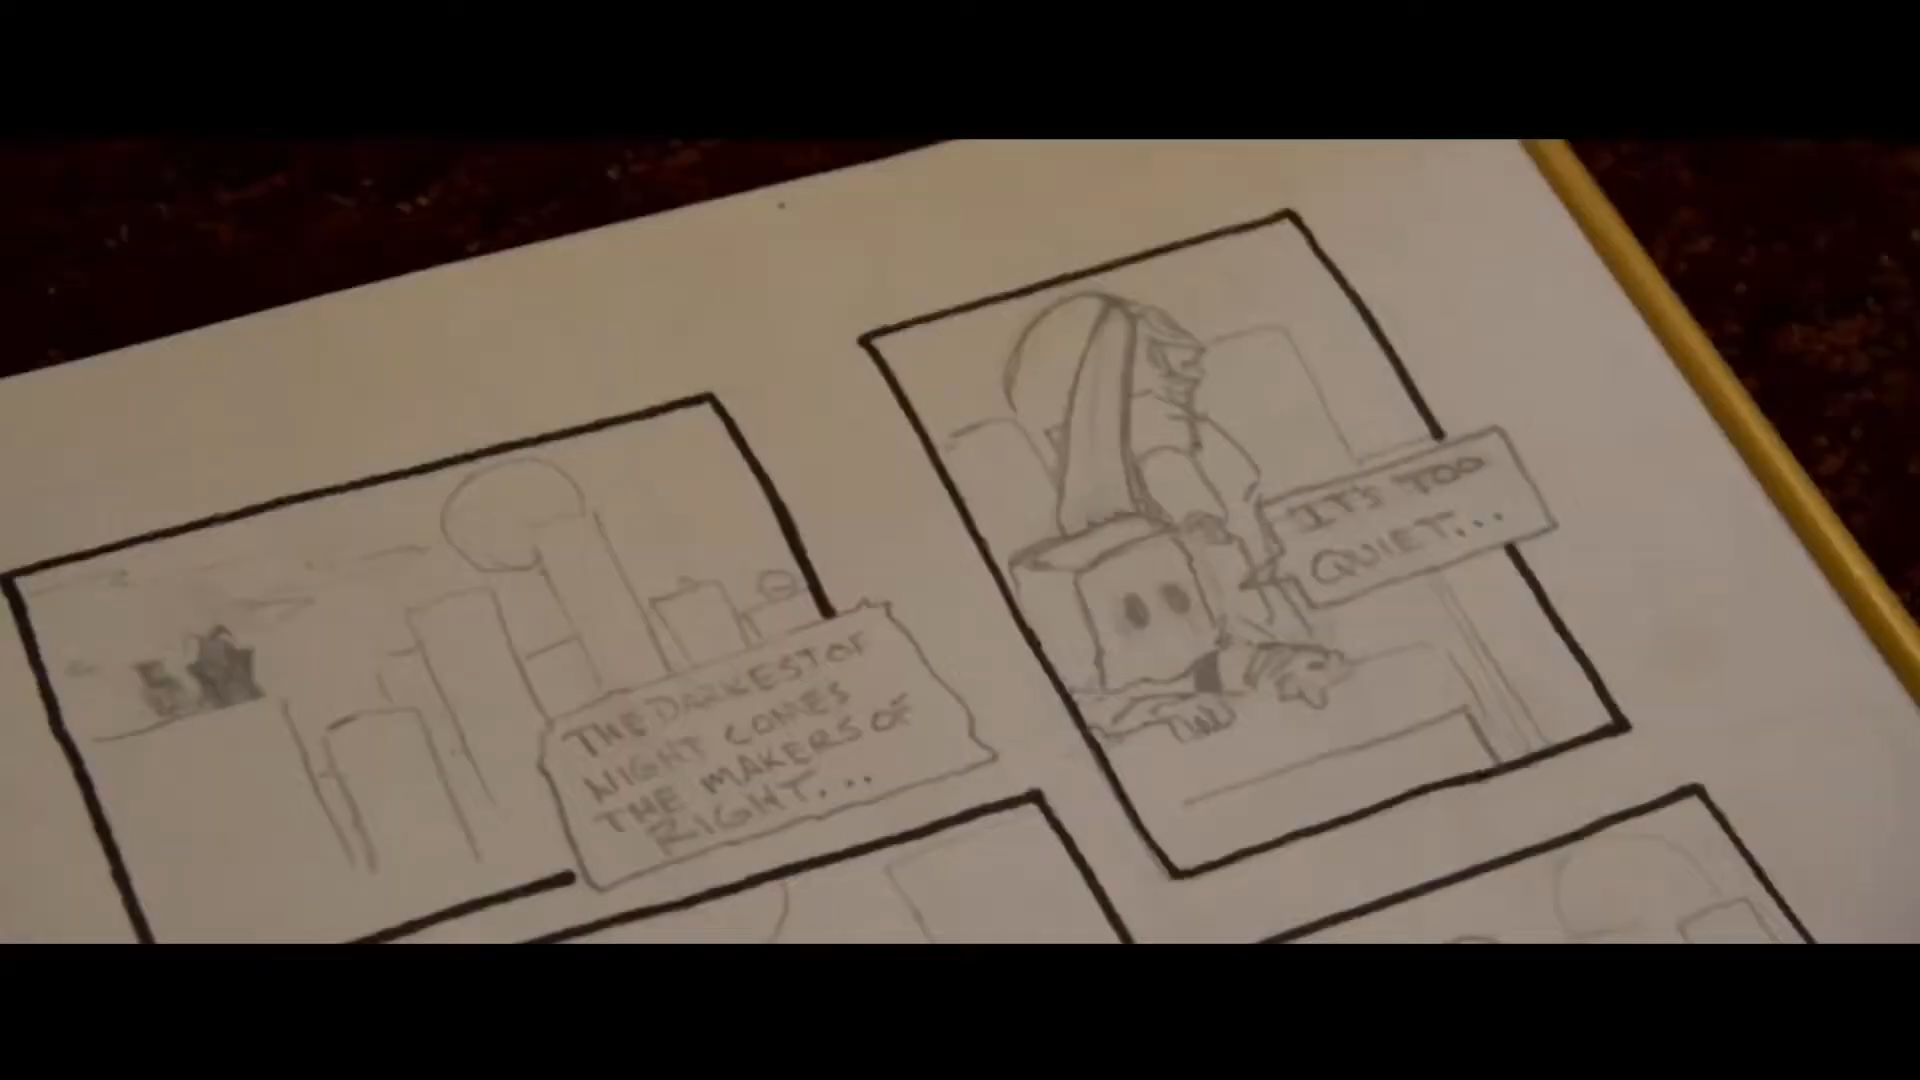 THE DARKEST OF
NIGHT COMES
THE MAKERS OF
RIGHT...
IT'S TOO
QUIET...